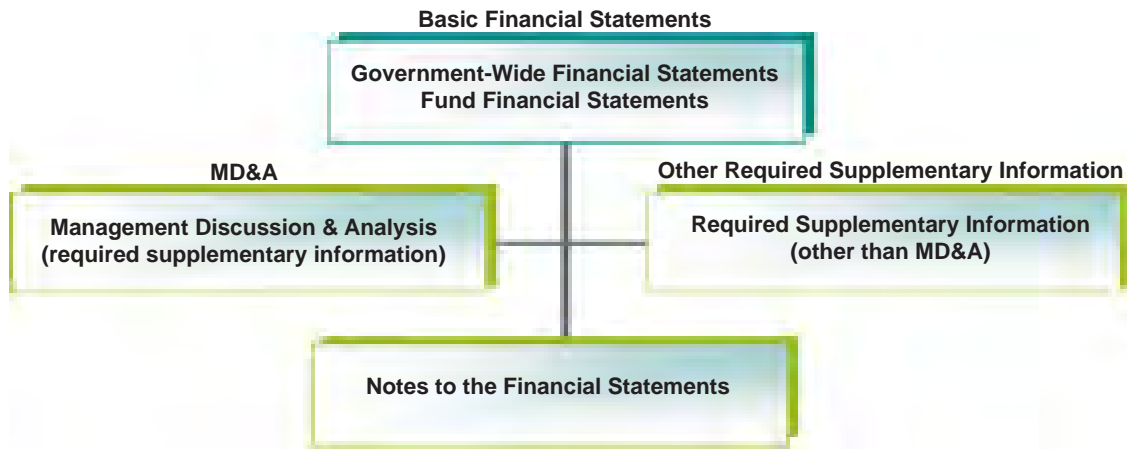 Basic Financial Statements
Government-Wide Financial Statements
Fund Financial Statements
MD&A
Management Discussion & Analysis
(required supplementary information)
Other Required Supplementary Information
Required Supplementary Information
(other than MD&A)
Notes to the Financial Statements